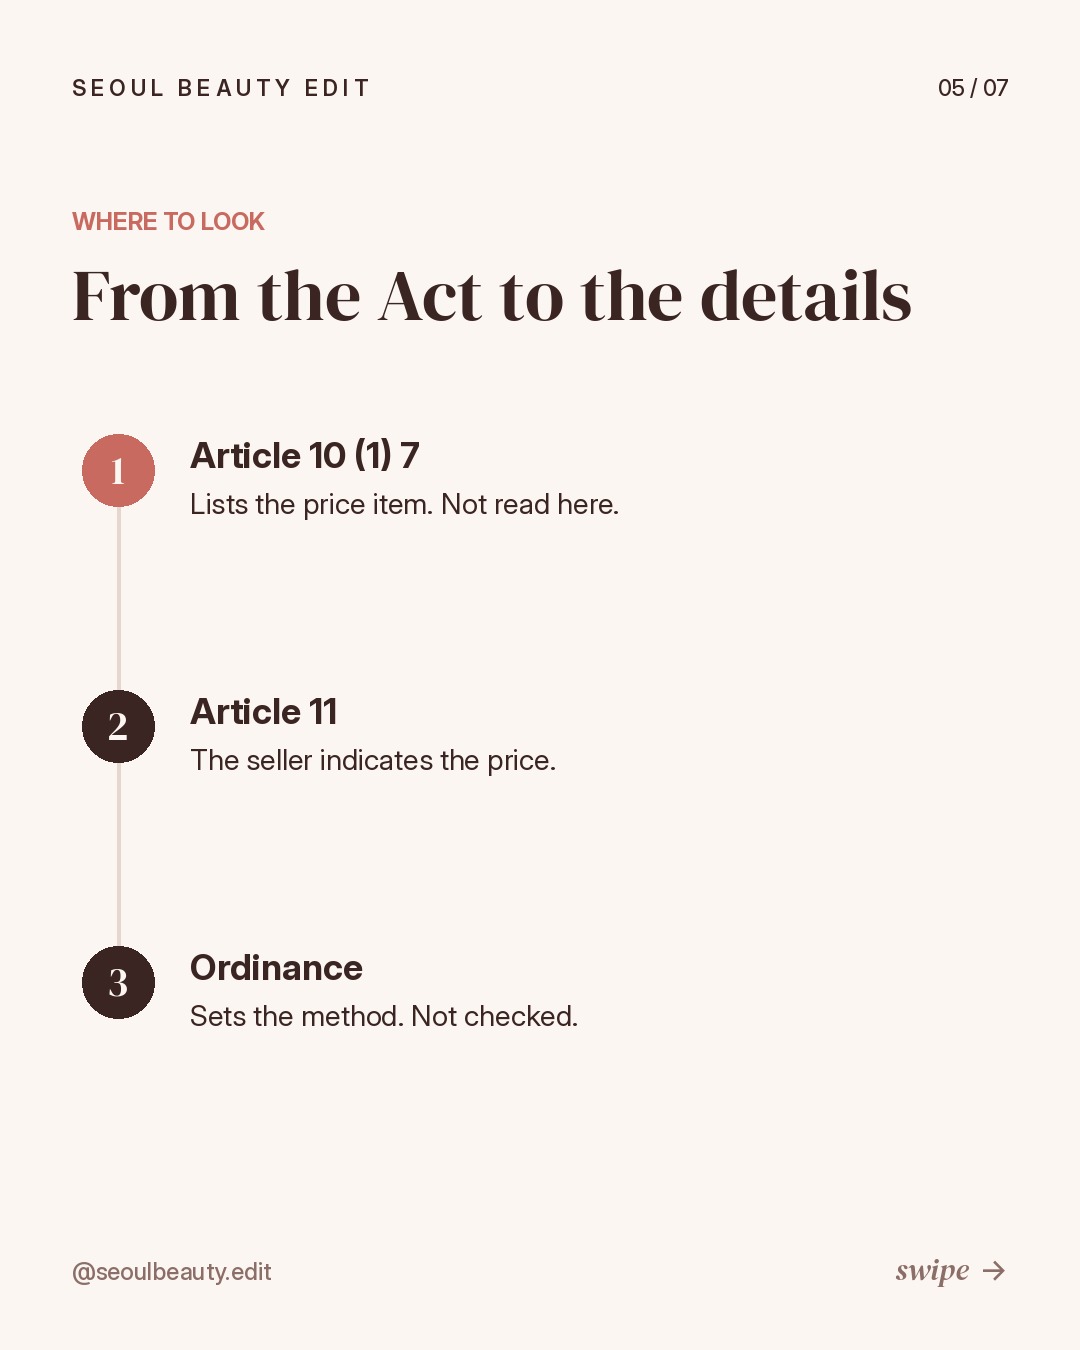 SEOUL BEAUTY EDIT
05 / 07
WHERE TO LOOK
From the Act to the details
1
Article 10 (1) 7
Lists the price item. Not read here.
2
Article 11
The seller indicates the price.
3
Ordinance
Sets the method. Not checked.
@seoulbeauty.edit
swipe →